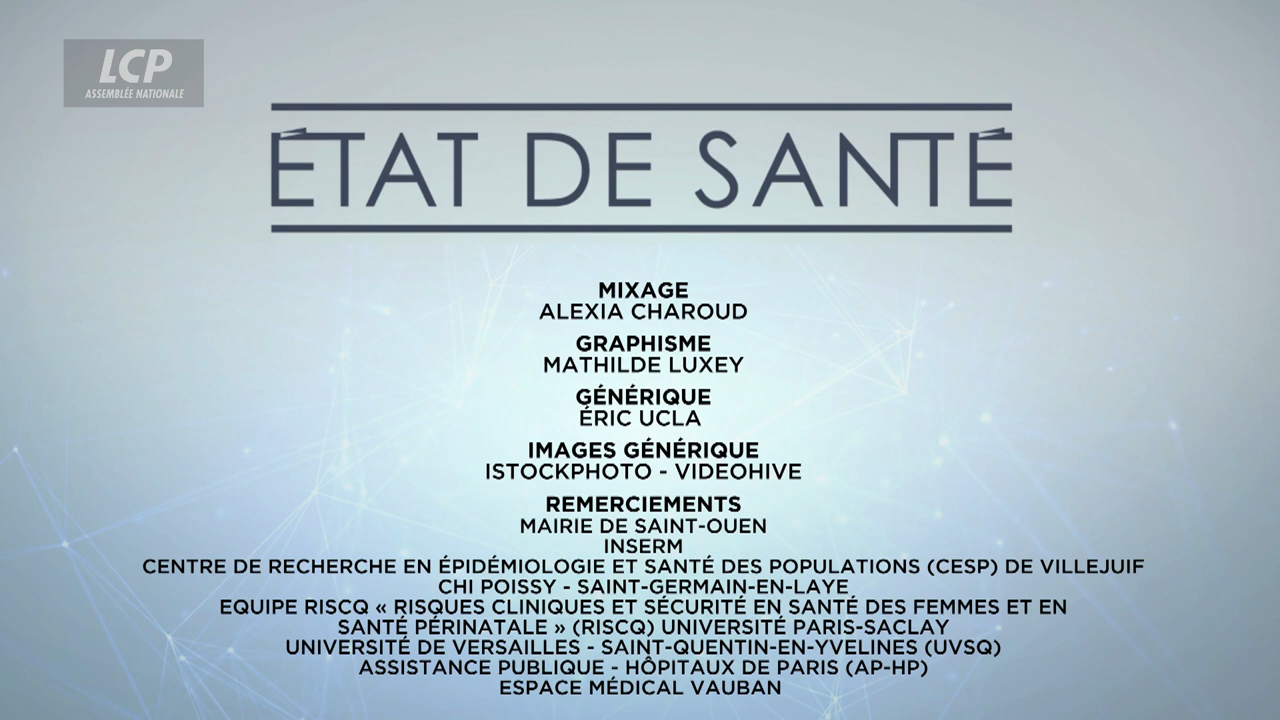 LCP
ASSEMBLÉE NATIONALE
ÉTAT DE SANTÉ
MIXAGE
ALEXIA CHAROUD
GRAPHISME
MATHILDE LUXEY
GÉNÉRIQUE
ÉRIC UCLA
IMAGES GÉNÉRIQUE
ISTOCKPHOTO - VIDEOHIVE
REMERCIEMENTS
MAIRIE DE SAINT-OUEN
INSERM
CENTRE DE RECHERCHE EN ÉPIDÉMIOLOGIE ET SANTÉ DES POPULATIONS (CESP) DE VILLEJUIF
CHI POISSY - SAINT-GERMAIN-EN-LAYE
EQUIPE RISCQ « RISQUES CLINIQUES ET SÉCURITÉ EN SANTÉ DES FEMMES ET EN
SANTÉ PÉRINATALE » (RISCQ) UNIVERSITÉ PARIS-SACLAY
UNIVERSITÉ DE VERSAILLES - SAINT-QUENTIN-EN-YVELINES (UVSQ)
ASSISTANCE PUBLIQUE - HÔPITAUX DE PARIS (AP-HP)
ESPACE MÉDICAL VAUBAN